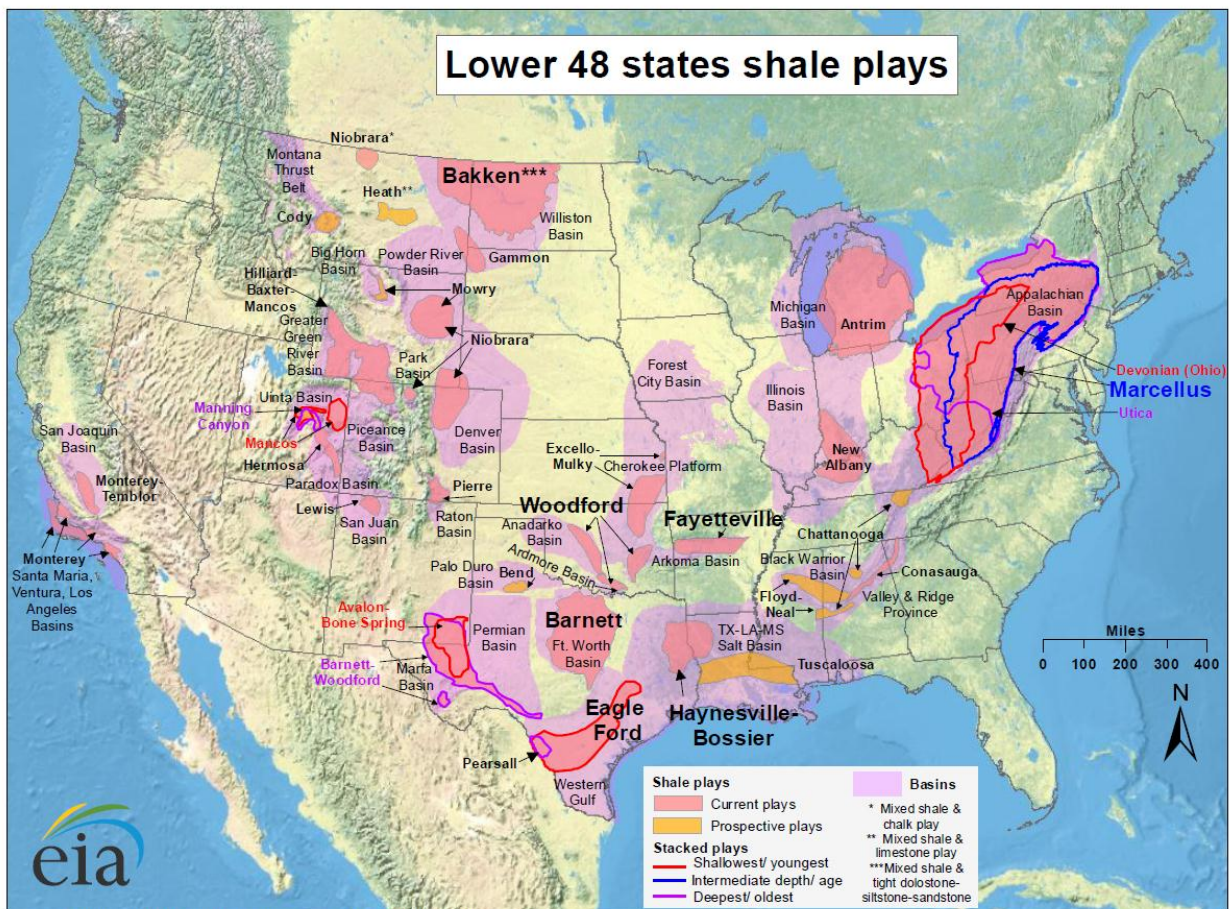 Lower 48 states shale plays
Niobrara*
Montana
Thrust
Belt
Bakken***
Heath**
Cody
Williston
Basin
Big Horn
Basin
Powder River
Basin
Gammon
Hilliard-
Baxter-
Mancos
Mowry
Greater
Green
River
Basin
Niobrara*
Park
Basin
Michigan
Basin
Antrim
Appalachian
Basin
Forest
City Basin
Illinois
Basin
Devonian (Ohio)
Marcellus
Utica
Uinta Basin
Manning
Canyon
Mancos
Piceance
Basin
Denver
Basin
San Joaquin
Basin
Hermosa
Excello-
Mulky
Cherokee Platform
New
Albany
Monterey-
Temblor
Paradox Basin
Lewis
San Juan
Basin
Pierre
Raton
Basin
Woodford
Anadarko
Basin
Fayetteville
Arkoma Basin
Chattanooga
Black Warrior
Basin
Conasauga
Monterey
Santa Maria,
Ventura, Los
Angeles
Basins
Palo Duro
Basin
Bend
Ardmore Basin
Floyd-
Neal
Valley & Ridge
Province
Avalon-
Bone Spring
Permian
Basin
Barnett
Ft. Worth
Basin
TX-LA-MS
Salt Basin
Tuscaloosa
Barnett-
Woodford
Marfa
Basin
Eagle
Ford
Haynesville-
Bossier
Pearsall
Western
Gulf
Miles
0 100 200 300 400
N
Shale plays
Current plays
Prospective plays
Stacked plays
Shallowest/ youngest
Intermediate depth/ age
Deepest/ oldest
Basins
* Mixed shale &
chalk play
** Mixed shale &
limestone play
***Mixed shale &
tight dolostone-
siltstone-sandstone
eia